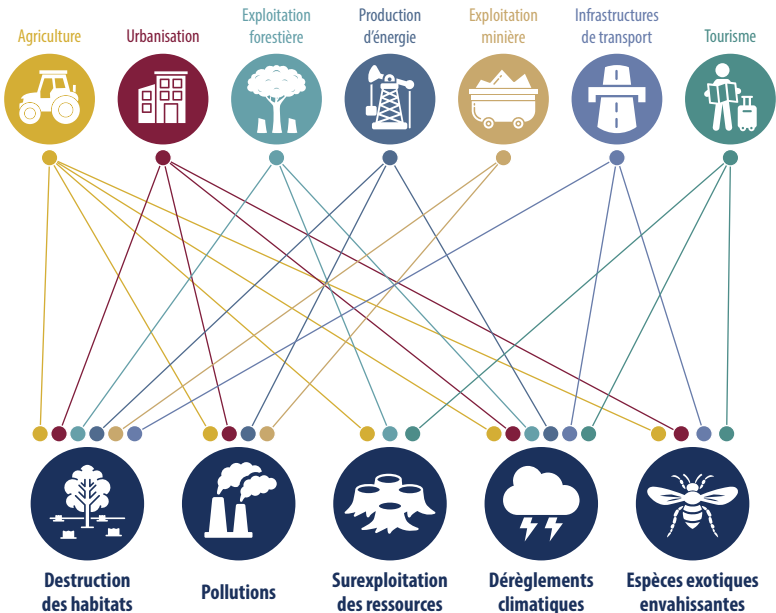 Agriculture
Urbanisation
Exploitation
forestière
Production
d'énergie
Exploitation
minière
Infrastructures
de transport
Tourisme
Destruction
des habitats
Pollutions
Surexploitation
des ressources
Dérèglements
climatiques
Espèces exotiques
envahissantes